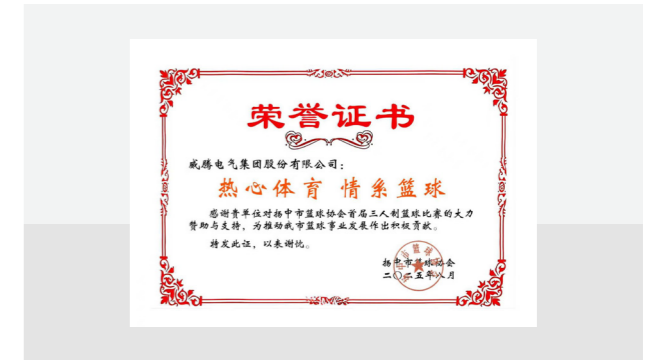 荣誉证书
威腾电气集团股份有限公司：
热心体育 情系篮球
感谢贵单位对扬中市篮球协会首届三人制篮球比赛的大力
赞助与支持，为推动我市篮球事业发展作出积极贡献。
特发此证，以表谢忱。
扬中市篮球协会
二〇二五年八月